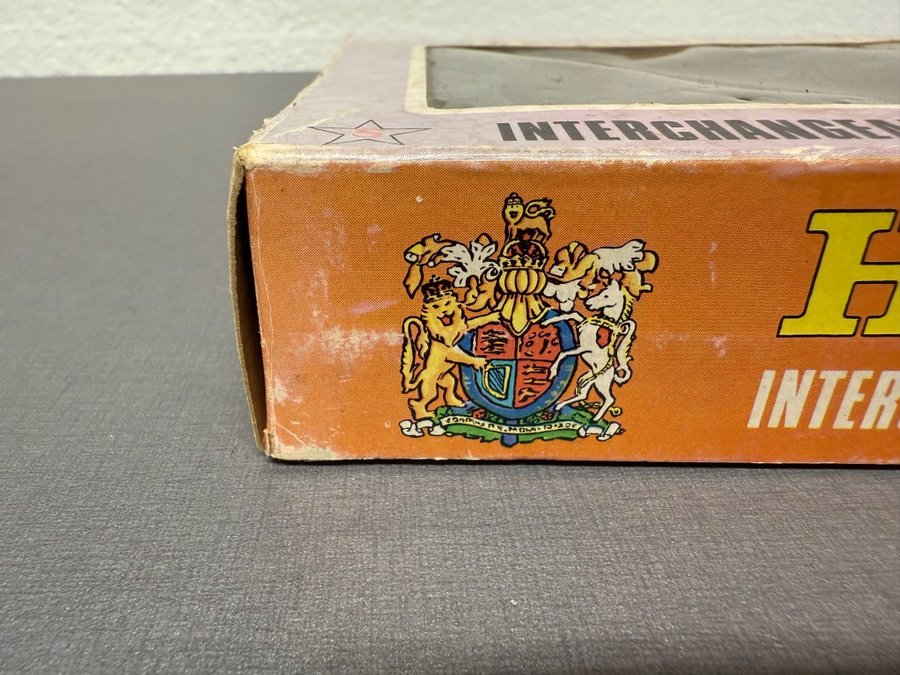 S
INTERCHANGEA
H
INTER